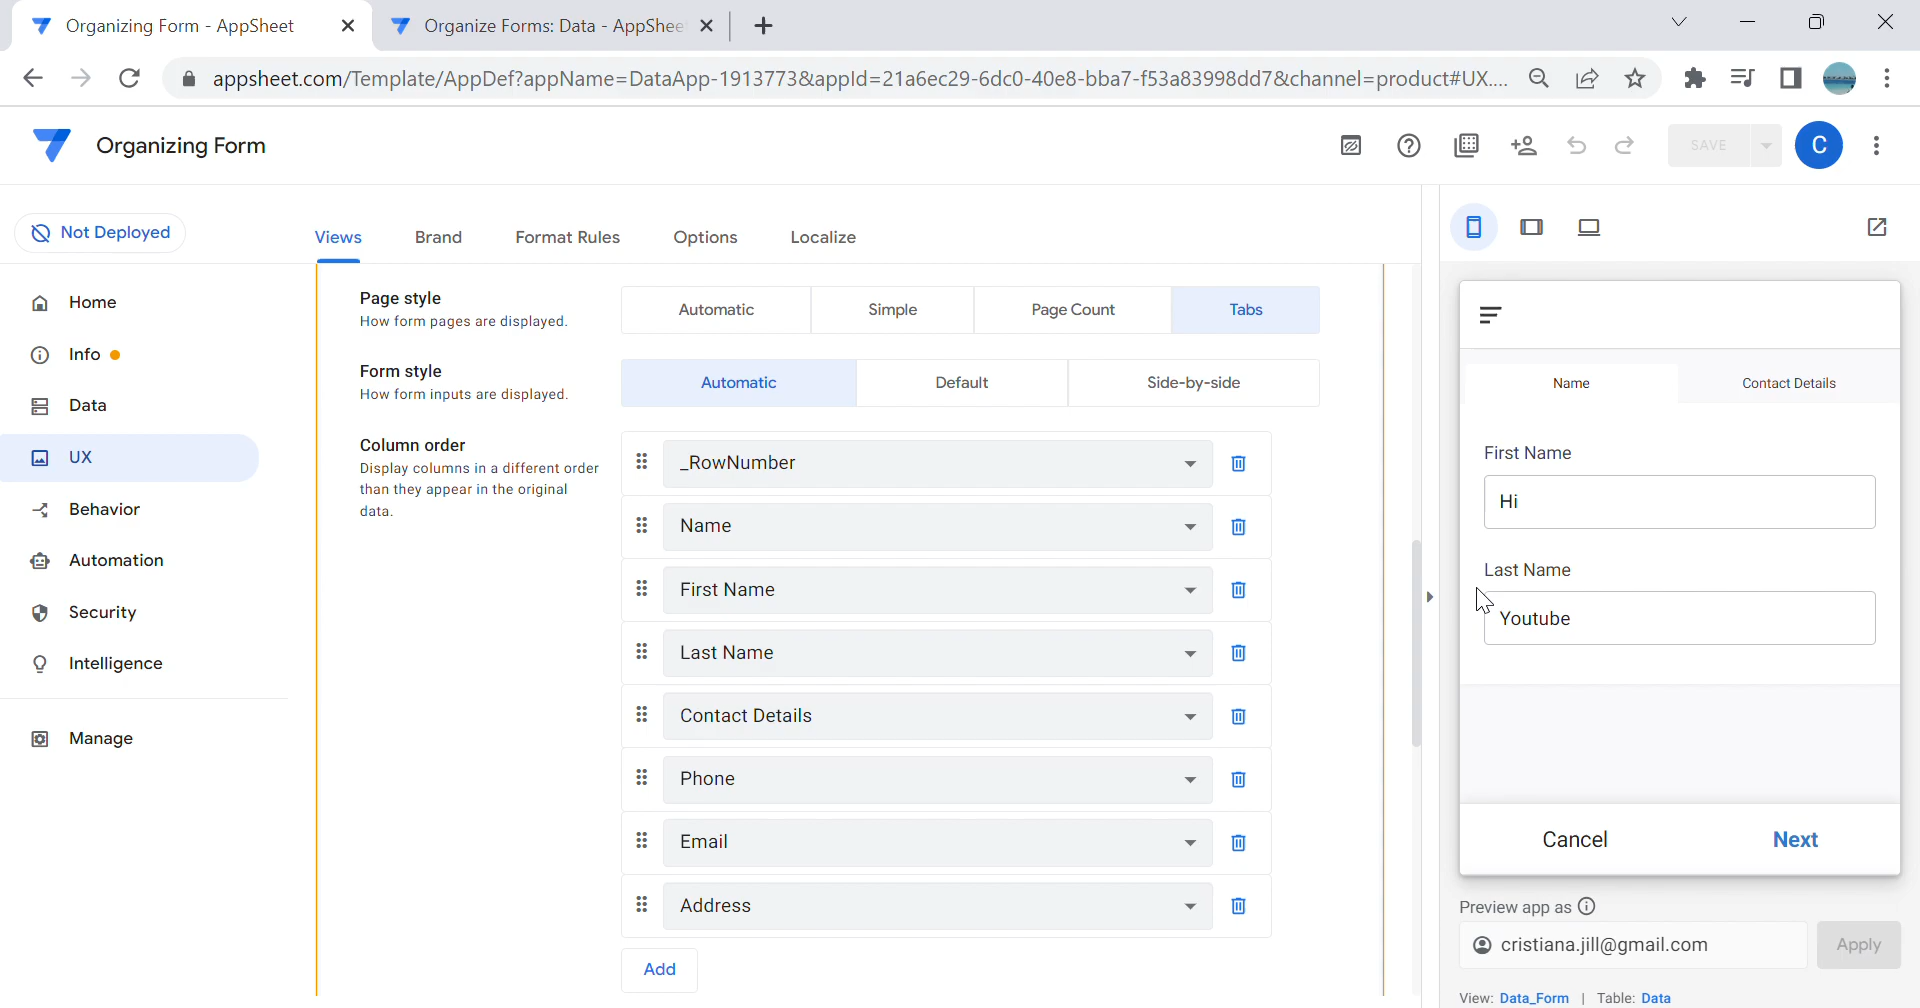 Organizing Form - AppSheet
Organize Forms: Data - AppShee
appsheet.com/Template/AppDef?appName=DataApp-1913773&appId=21a6ec29-6dc0-40e8-bba7-f53a83998dd7&channel=product#UX....
Organizing Form
SAVE
C
Not Deployed
Views
Brand
Format Rules
Options
Localize
Home
Info
Data
UX
Behavior
Automation
Security
Intelligence
Manage
Page style
How form pages are displayed.
Automatic
Simple
Page Count
Tabs
Form style
How form inputs are displayed.
Automatic
Default
Side-by-side
Column order
Display columns in a different order
than they appear in the original
data.
_RowNumber
Name
First Name
Last Name
Contact Details
Phone
Email
Address
Add
Name
Contact Details
First Name
Hi
Last Name
Youtube
Cancel
Next
Preview app as
cristiana.jill@gmail.com
Apply
View: Data_Form | Table: Data